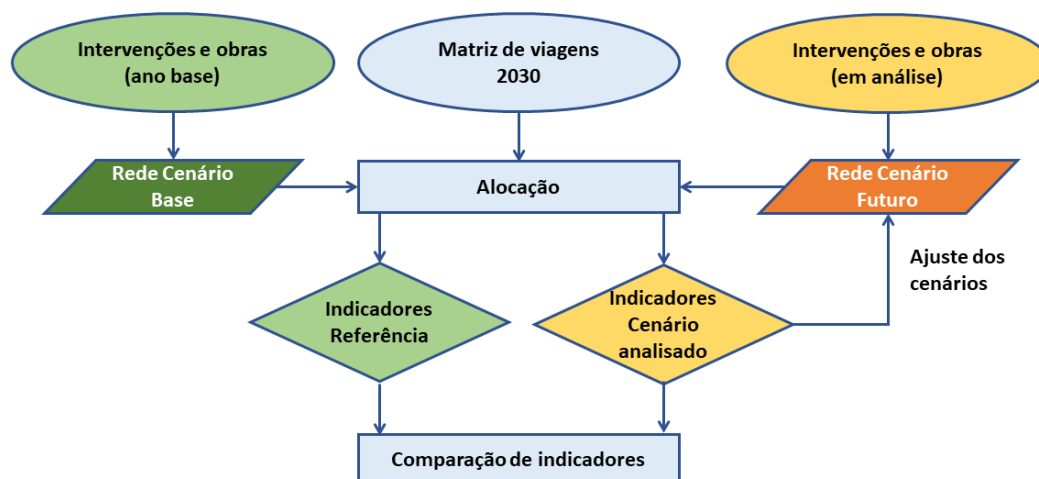 Intervenções e obras
(ano base)
Matriz de viagens
2030
Intervenções e obras
(em análise)
Rede Cenário
Base
Alocação
Rede Cenário
Futuro
Ajuste dos
cenários
Indicadores
Referência
Indicadores
Cenário
analisado
Comparação de indicadores